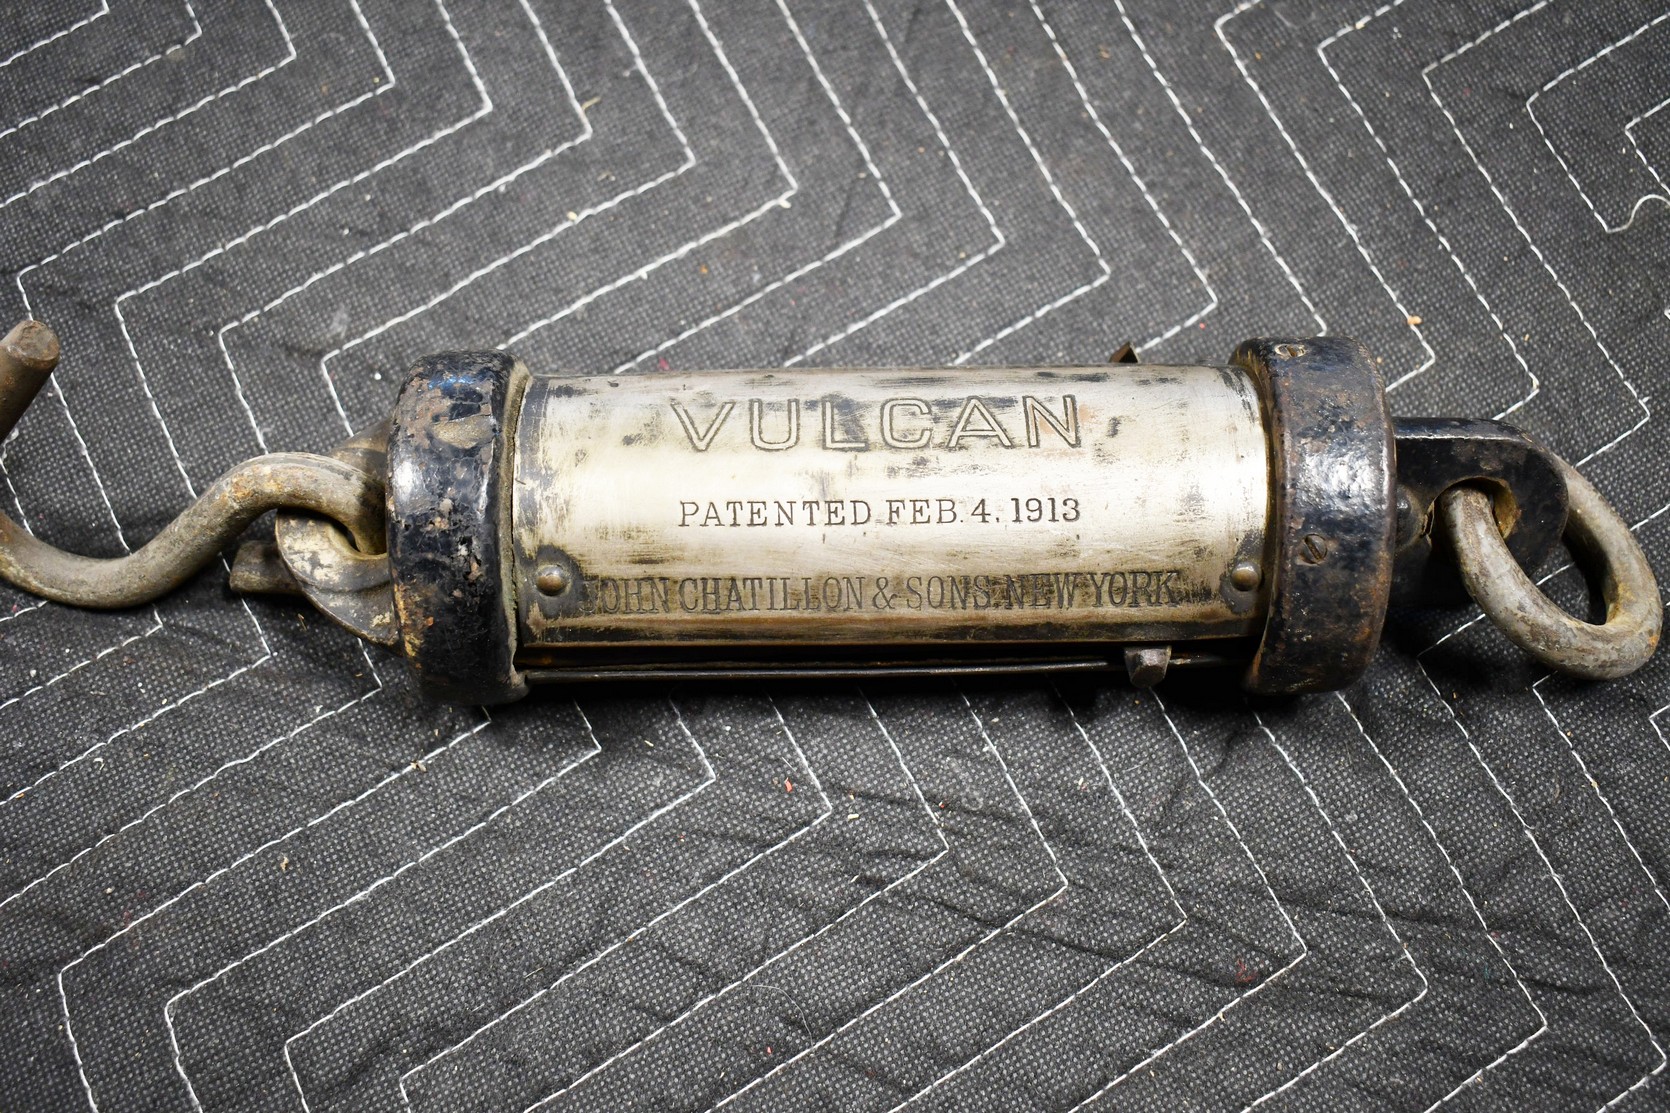 VULCAN
PATENTED FEB. 4, 1913
JOHN CHATILLON & SONS. NEW YORK